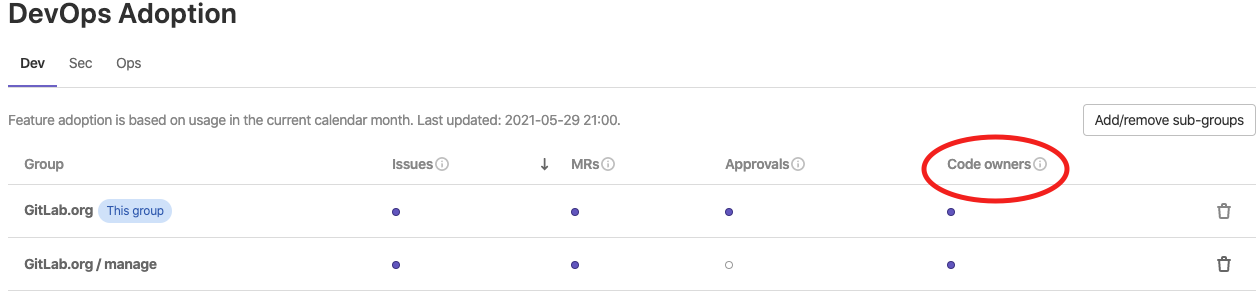 DevOps Adoption
Dev Sec Ops
Feature adoption is based on usage in the current calendar month. Last updated: 2021-05-29 21:00.
Add/remove sub-groups
Group Issues MRs Approvals Code owners
GitLab.org This group
GitLab.org / manage